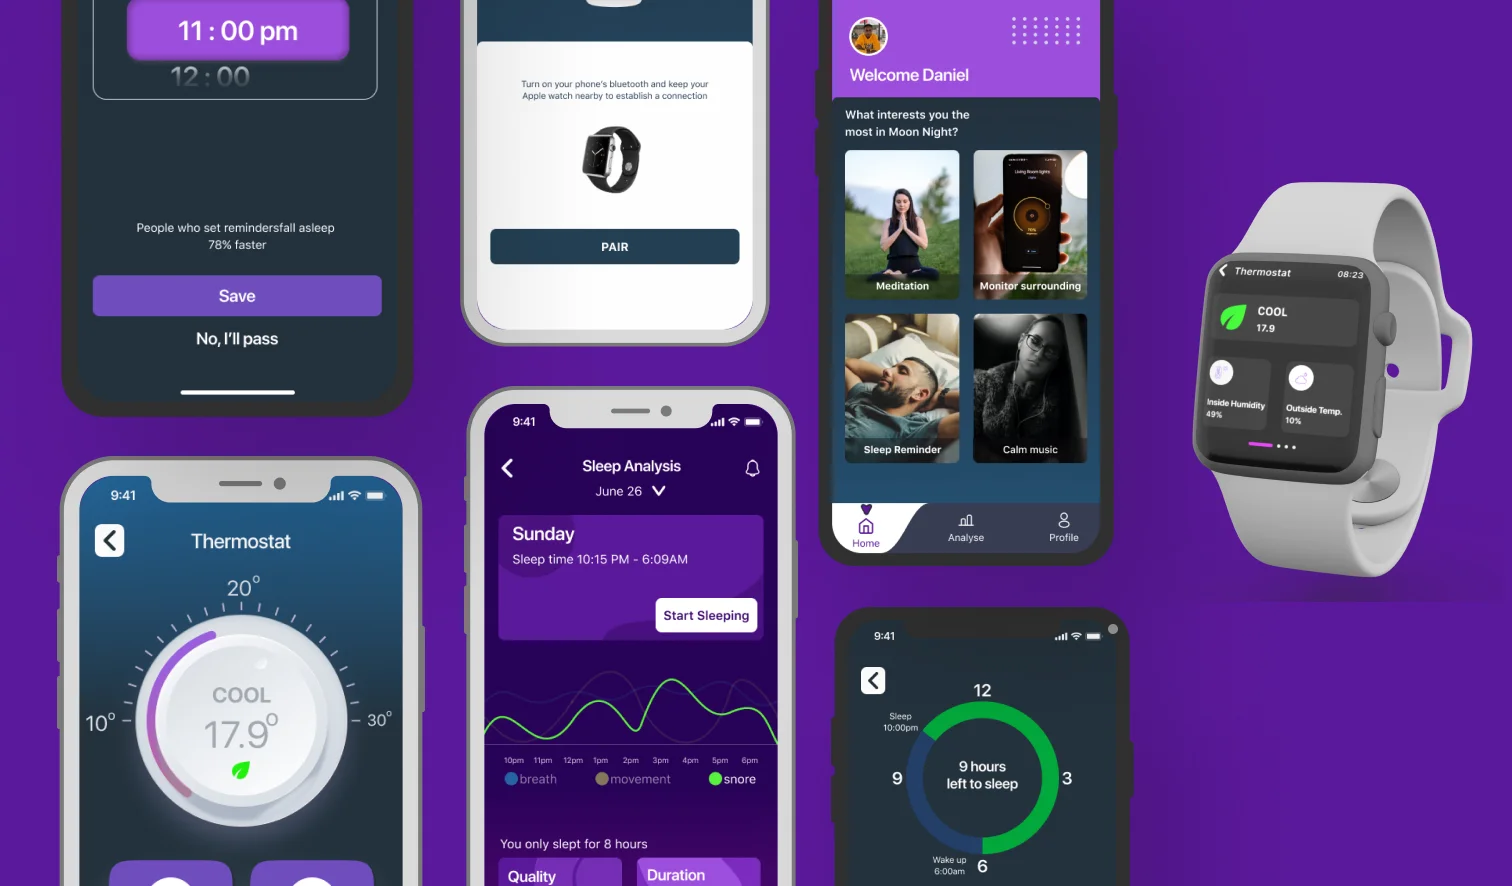 11 : 00 pm
12 : 00
People who set remindersfall asleep
78% faster
Save
No, I'll pass
Turn on your phone's bluetooth and keep your
Apple watch nearby to establish a connection
PAIR
Welcome Daniel
What interests you the
most in Moon Night?
Living Room lights
Meditation
Monitor surrounding
Sleep Reminder
Calm music
Home
Analyse
Profile
Thermostat
08:23
COOL
17.9
Inside Humidity
49%
Outside Temp.
10%
9:41
Thermostat
20°
10°
30°
COOL
17.9°
9:41
Sleep Analysis
June 26
Sunday
Sleep time 10:15 PM - 6:09AM
Start Sleeping
10pm 11pm 12pm 1pm 2pm 3pm 4pm 5pm 6pm
breath movement snore
You only slept for 8 hours
Quality
Duration
9:41
12
Sleep
10:00pm
9
9 hours
left to sleep
3
Wake up
6:00am
6